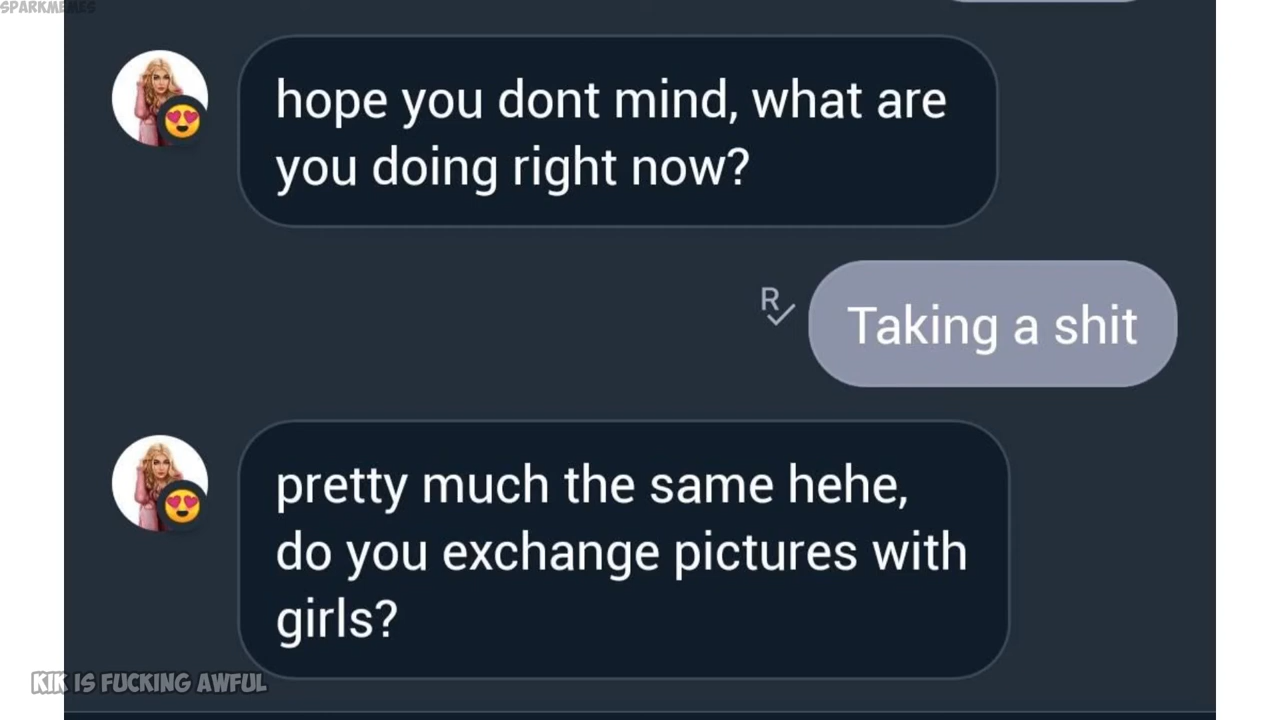 SPARKMEMES
hope you dont mind, what are
you doing right now?
R
Taking a shit
pretty much the same hehe,
do you exchange pictures with
girls?
KIK IS FUCKING AWFUL